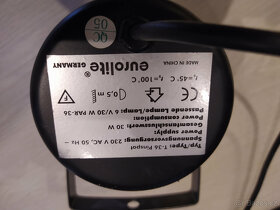 Typ/Type: T-36 Pinspot
Spannungsversorgung:
Power supply: 230 V AC, 50 Hz ~
Gesamtanschlusswert:
Power consumption: 30 W
Passende Lampe/Lamp: 6 V/30 W PAR-36
0,5 m
tₐ=45°C tₑ=100°C
eurolite®
GERMANY
MADE IN CHINA
QC
05